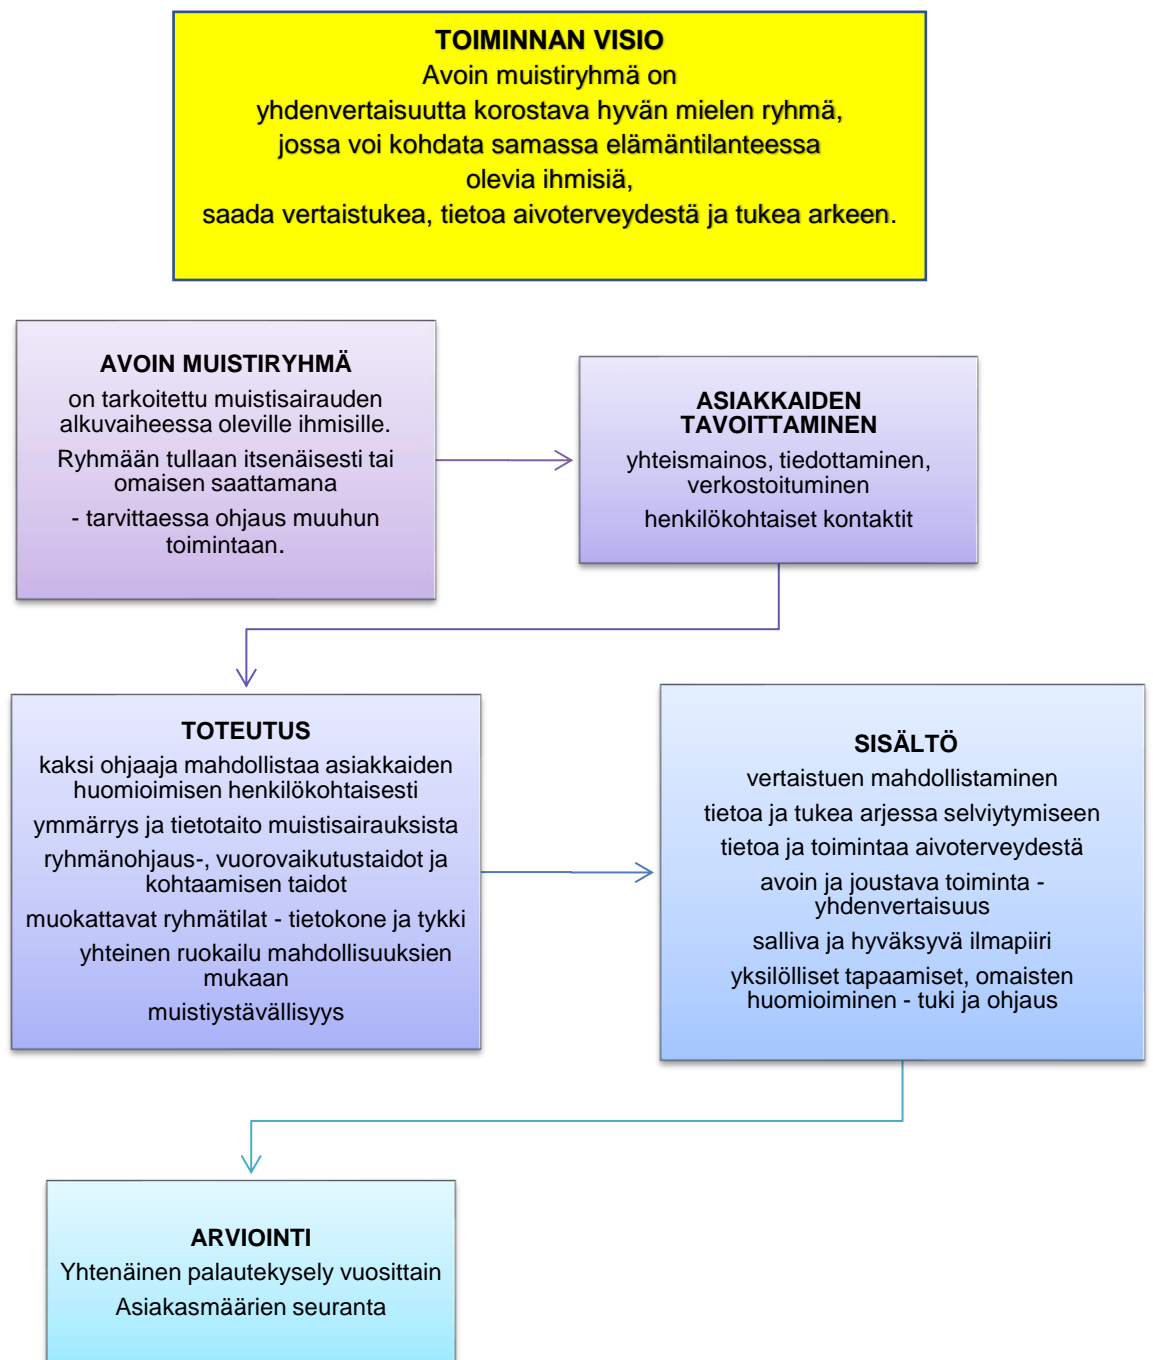 TOIMINNAN VISIO
Avoin muistiryhmä on
yhdenvertaisuutta korostava hyvän mielen ryhmä,
jossa voi kohdata samassa elämäntilanteessa
olevia ihmisiä,
saada vertaistukea, tietoa aivoterveydestä ja tukea arkeen.
AVOIN MUISTIRYHMÄ
on tarkoitettu muistisairauden
alkuvaiheessa oleville ihmisille.
Ryhmään tullaan itsenäisesti tai
omaisen saattamana
- tarvittaessa ohjaus muuhun
toimintaan.
ASIAKKAIDEN
TAVOITTAMINEN
yhteismainos, tiedottaminen,
verkostoituminen
henkilökohtaiset kontaktit
TOTEUTUS
kaksi ohjaaja mahdollistaa asiakkaiden
huomioimisen henkilökohtaisesti
ymmärrys ja tietotaito muistisairauksista
ryhmänohjaus-, vuorovaikutustaidot ja
kohtaamisen taidot
muokattavat ryhmätilat - tietokone ja tykki
yhteinen ruokailu mahdollisuuksien
mukaan
muistiystävällisyys
SISÄLTÖ
vertaistuen mahdollistaminen
tietoa ja tukea arjessa selviytymiseen
tietoa ja toimintaa aivoterveydestä
avoin ja joustava toiminta -
yhdenvertaisuus
salliva ja hyväksyvä ilmapiiri
yksilölliset tapaamiset, omaisten
huomioiminen - tuki ja ohjaus
ARVIOINTI
Yhtenäinen palautekysely vuosittain
Asiakasmäärien seuranta